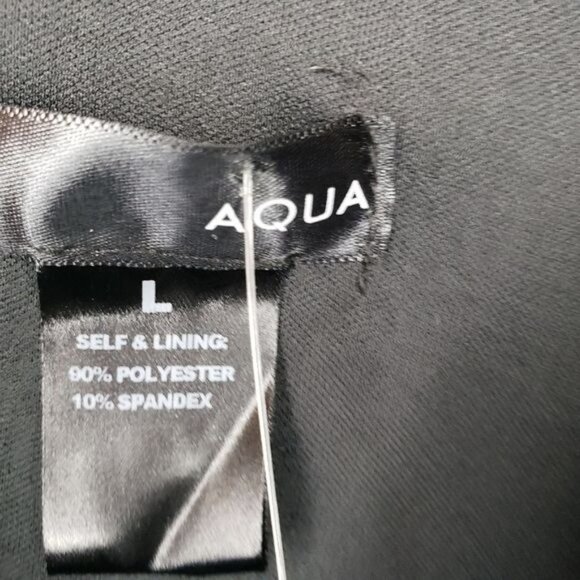 AQUA
L
SELF & LINING:
90% POLYESTER
10% SPANDEX